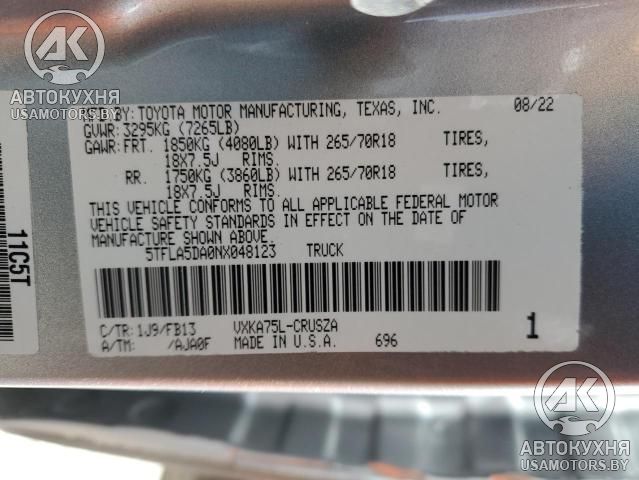 АК
АВТОКУХНЯ
USAMOTORS.BY
BY: TOYOTA MOTOR MANUFACTURING, TEXAS, INC. 08/22
GVWR: 3295KG (7265LB)
GAWR: FRT. 1850KG (4080LB) WITH 265/70R18 TIRES,
18X7.5J RIMS.
RR. 1750KG (3860LB) WITH 265/70R18 TIRES,
18X7.5J RIMS.
THIS VEHICLE CONFORMS TO ALL APPLICABLE FEDERAL MOTOR
VEHICLE SAFETY STANDARDS IN EFFECT ON THE DATE OF
MANUFACTURE SHOWN ABOVE.
5TFLA5DA0NX048123 TRUCK
C/TR: 1J9/FB13 VXKA75L-CRUSZA
A/TM: /AJA0F MADE IN U.S.A. 696
1
11C5T
АК
АВТОКУХНЯ
USAMOTORS.BY